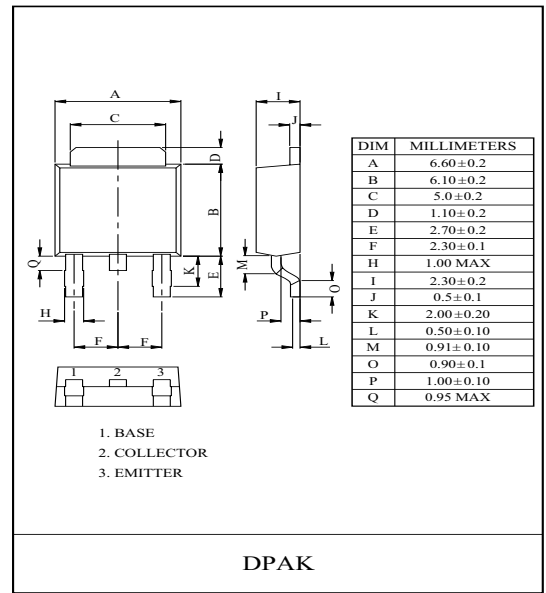 A
C
D
B
Q
K
E
H
F F
1 2 3
1. BASE
2. COLLECTOR
3. EMITTER
I
J
M
O
P
L
DIM MILLIMETERS
A 6.60±0.2
B 6.10±0.2
C 5.0±0.2
D 1.10±0.2
E 2.70±0.2
F 2.30±0.1
H 1.00 MAX
I 2.30±0.2
J 0.5±0.1
K 2.00±0.20
L 0.50±0.10
M 0.91±0.10
O 0.90±0.1
P 1.00±0.10
Q 0.95 MAX
DPAK